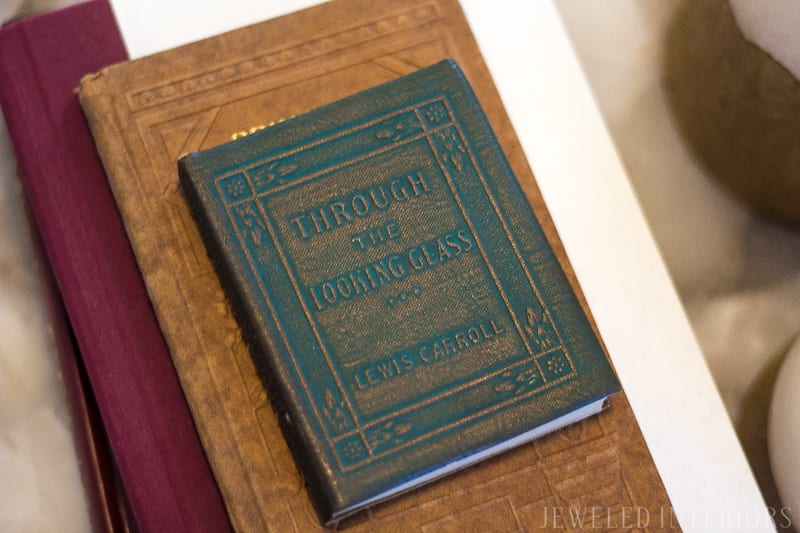 THROUGH
THE
LOOKING GLASS
LEWIS CARROLL
JEWELED INTERIORS